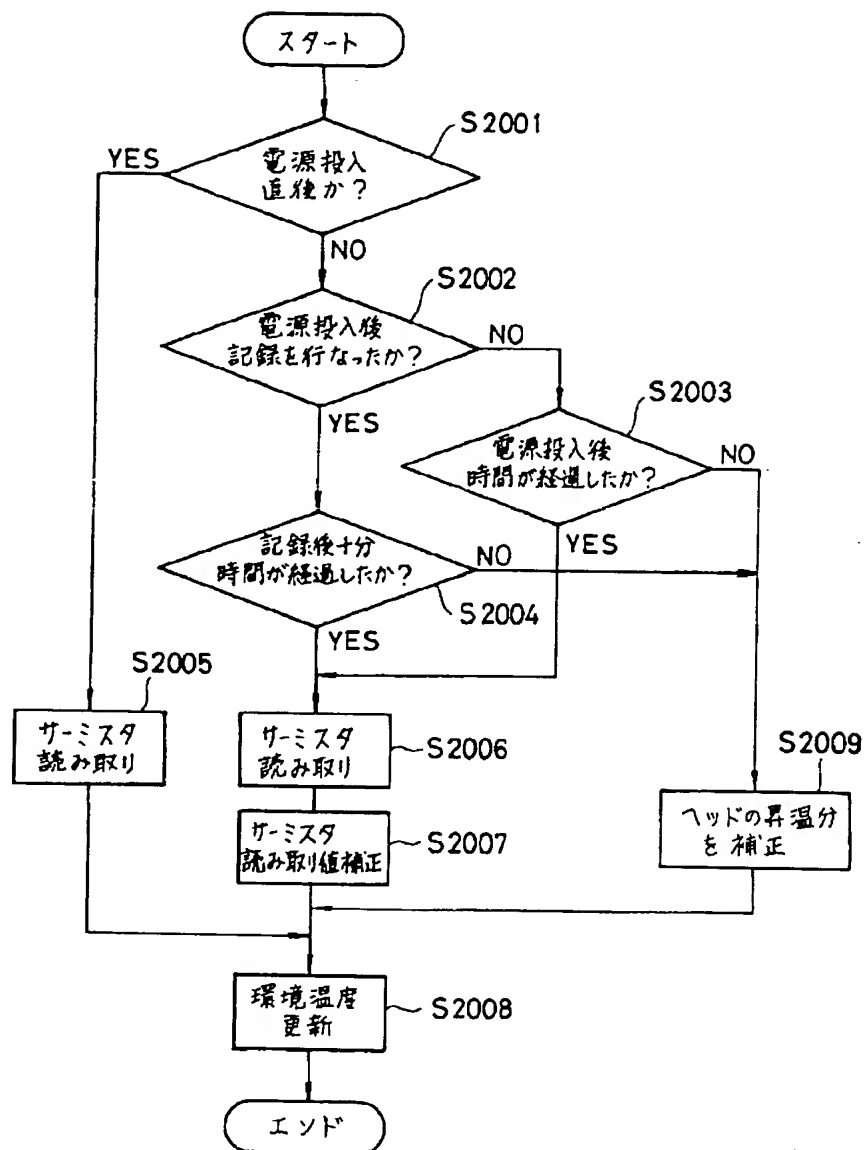 スタート
S2001
YES
電源投入
直後か?
NO
S2002
電源投入後
記録を行なったか?
NO
YES
S2003
電源投入後
時間が経過したか?
NO
YES
記録後十分
時間が経過したか?
NO
S2004
YES
S2005
サーミスタ
読み取り
サーミスタ
読み取り
S2006
S2009
ヘッドの昇温分
を補正
サーミスタ
読み取り値補正
S2007
環境温度
更新
S2008
エンド